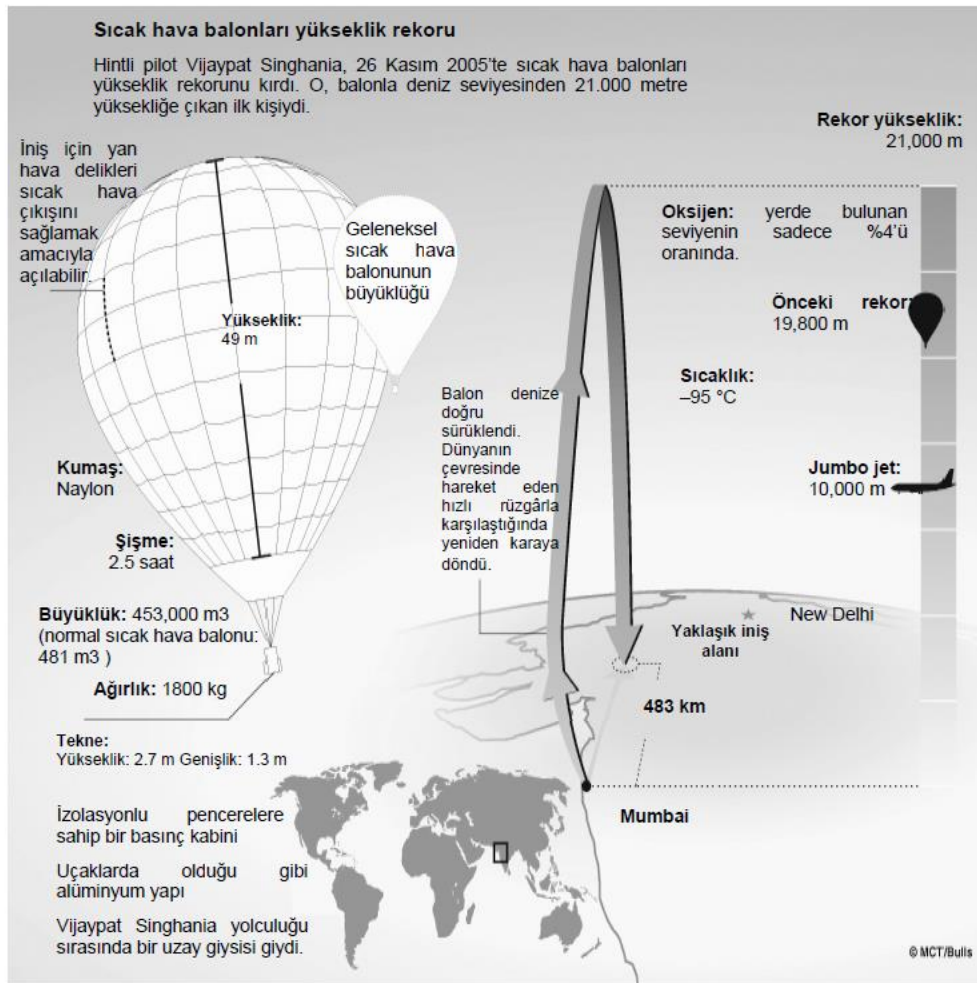 Sıcak hava balonları yükseklik rekoru
Hintli pilot Vijaypat Singhania, 26 Kasım 2005'te sıcak hava balonları
yükseklik rekorunu kırdı. O, balonla deniz seviyesinden 21.000 metre
yüksekliğe çıkan ilk kişiydi.
Rekor yükseklik:
21,000 m
İniş için yan
hava delikleri
sıcak hava
çıkışını
sağlamak
amacıyla
açılabilir.
Geleneksel
sıcak hava
balonunun
büyüklüğü
Yükseklik:
49 m
Oksijen: yerde bulunan
seviyenin sadece %4'ü
oranında.
Önceki rekor:
19,800 m
Sıcaklık:
–95 °C
Balon denize
doğru
sürüklendi.
Dünyanın
çevresinde
hareket eden
hızlı rüzgârla
karşılaştığında
yeniden karaya
döndü.
Jumbo jet:
10,000 m
Kumaş:
Naylon
Şişme:
2.5 saat
Büyüklük: 453,000 m3
(normal sıcak hava balonu:
481 m3 )
Ağırlık: 1800 kg
New Delhi
Yaklaşık iniş
alanı
483 km
Tekne:
Yükseklik: 2.7 m Genişlik: 1.3 m
Mumbai
İzolasyonlu pencerelere
sahip bir basınç kabini
Uçaklarda olduğu gibi
alüminyum yapı
Vijaypat Singhania yolculuğu
sırasında bir uzay giysisi giydi.
© MCT/Bulls